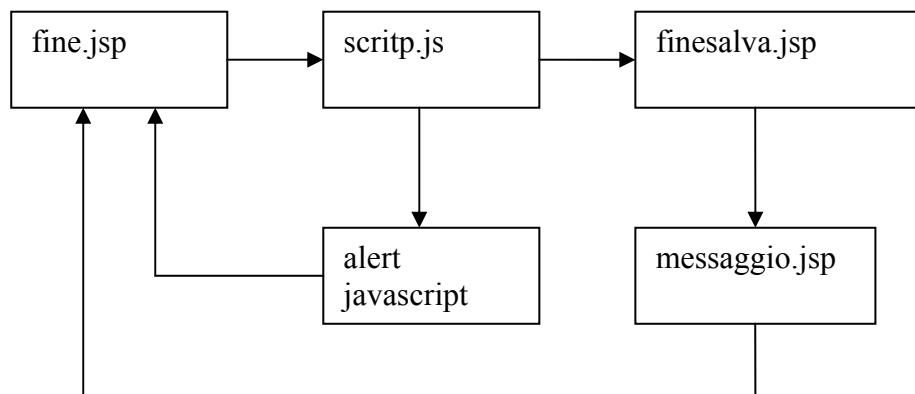 fine.jsp
scritp.js
finesalva.jsp
alert
javascript
messaggio.jsp